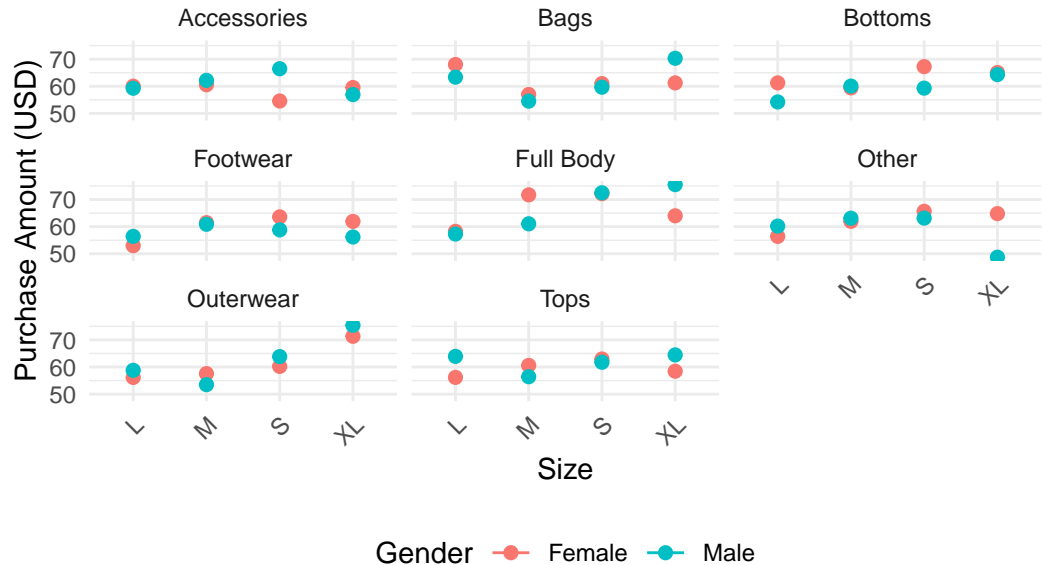 Accessories
Bags
Bottoms
70
60
50
Footwear
Full Body
Other
70
60
50
L
M
S
XL
Outerwear
Tops
70
60
50
L
M
S
XL
L
M
S
XL
Purchase Amount (USD)
Size
Gender
Female
Male